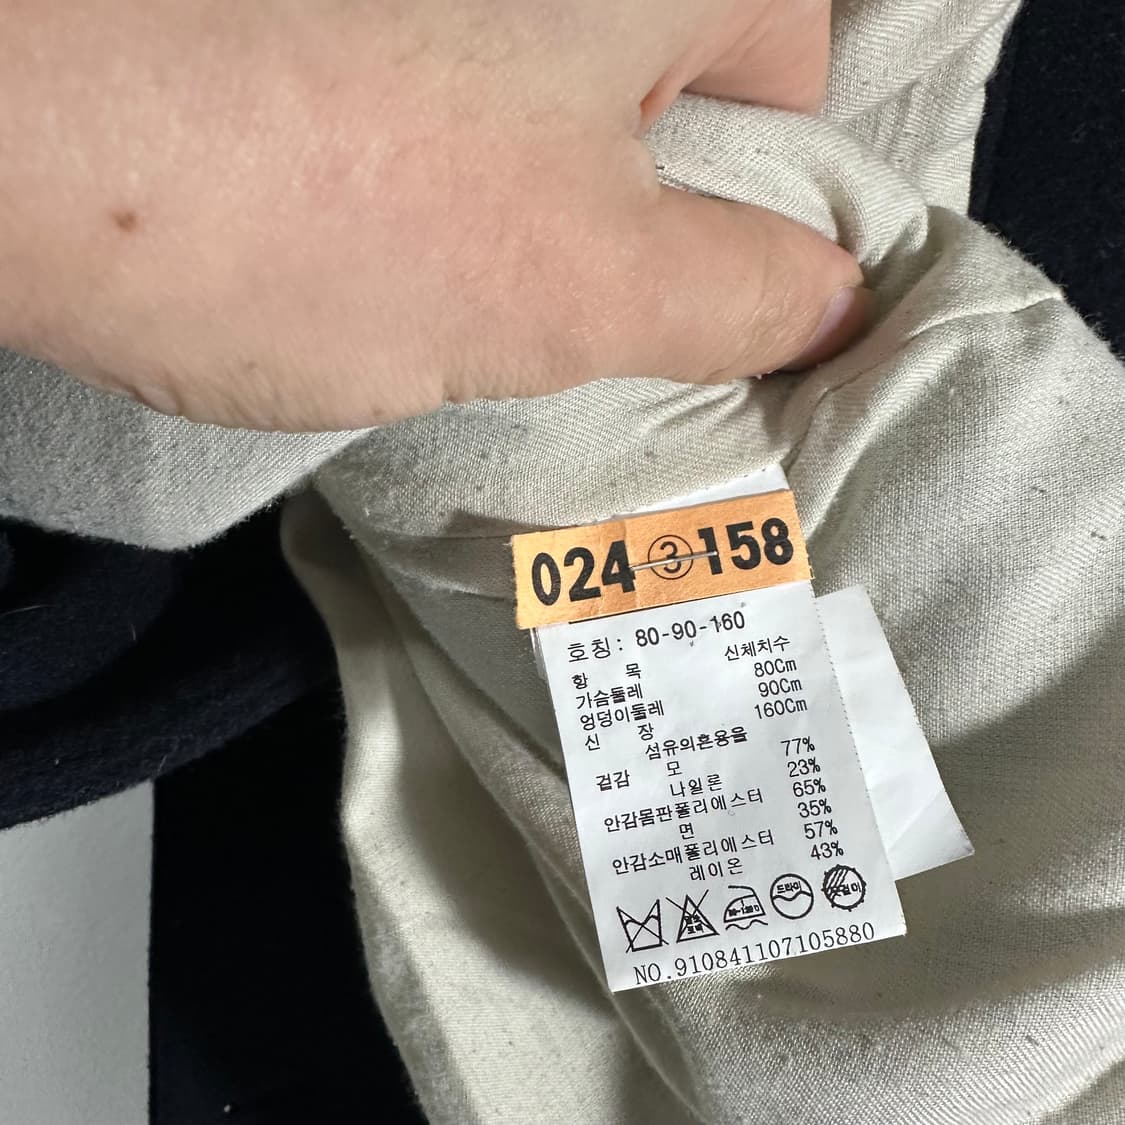 024 ③ 158
호칭: 80-90-160
항 목 신체치수
가슴둘레 80Cm
엉덩이둘레 90Cm
신 장 160Cm
섬유의혼용율
겉감 모 77%
나일론 23%
안감몸판폴리에스터 65%
면 35%
안감소매폴리에스터 57%
레이온 43%
드라이
NO.910841107105880